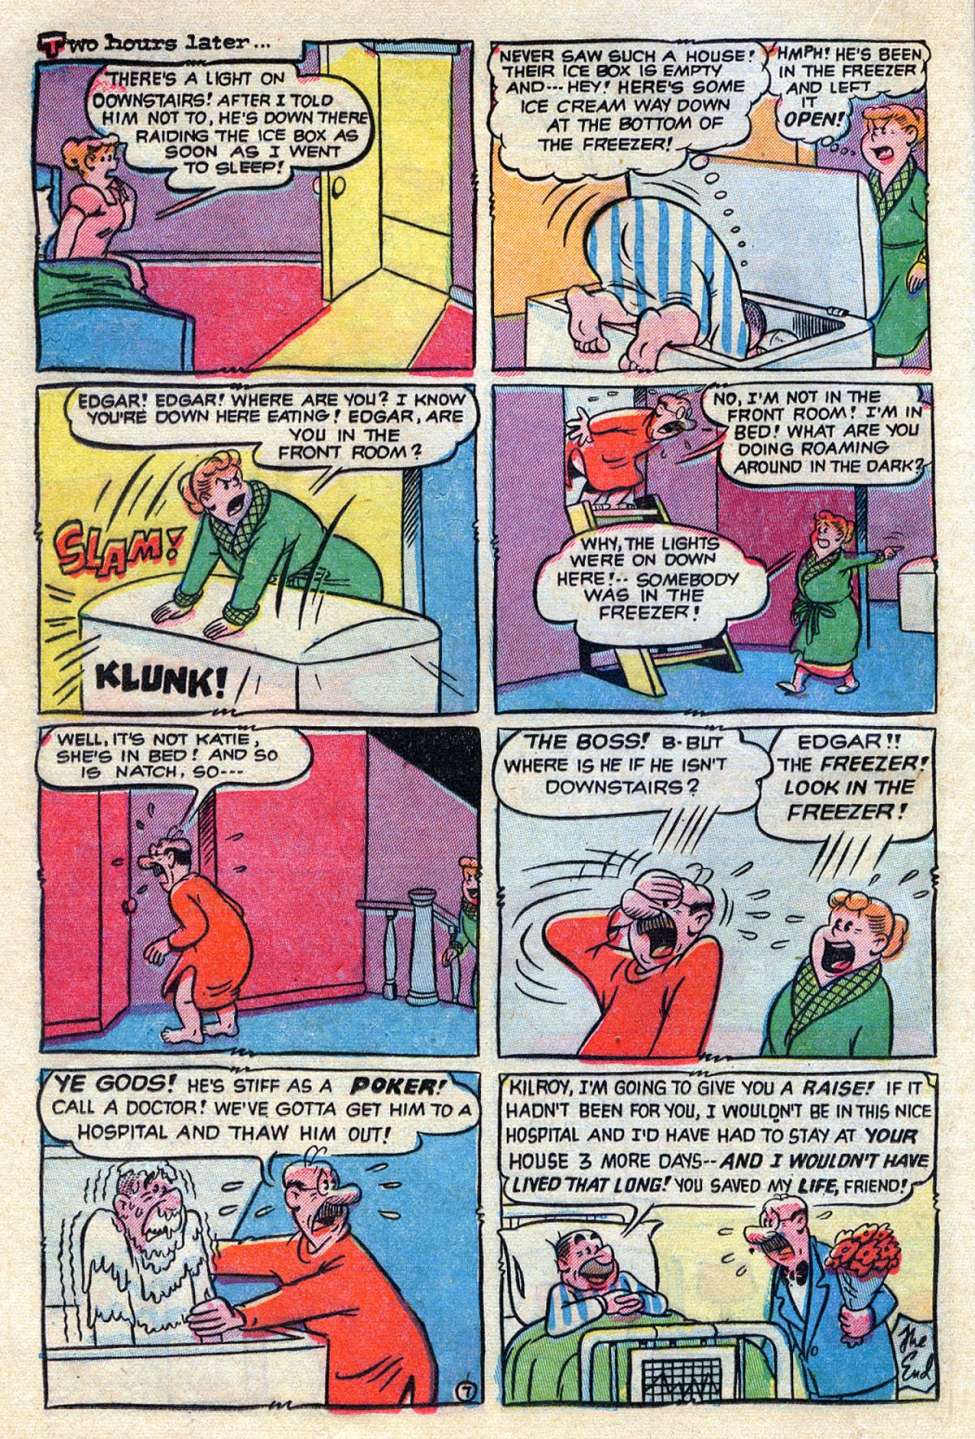 Two hours later...
THERE'S A LIGHT ON
DOWNSTAIRS! AFTER I TOLD
HIM NOT TO, HE'S DOWN THERE
RAIDING THE ICE BOX AS
SOON AS I WENT
TO SLEEP!
NEVER SAW SUCH A HOUSE!
THEIR ICE BOX IS EMPTY
AND--- HEY! HERE'S SOME
ICE CREAM WAY DOWN
AT THE BOTTOM OF
THE FREEZER!
HMPH! HE'S BEEN
IN THE FREEZER
AND LEFT
IT
OPEN!
EDGAR! EDGAR! WHERE ARE YOU? I KNOW
YOU'RE DOWN HERE EATING! EDGAR, ARE
YOU IN THE
FRONT ROOM?
SLAM!
KLUNK!
NO, I'M NOT IN THE
FRONT ROOM! I'M IN
BED! WHAT ARE YOU
DOING ROAMING
AROUND IN THE DARK?
WHY, THE LIGHTS
WERE ON DOWN
HERE!-- SOMEBODY
WAS IN THE
FREEZER!
WELL, IT'S NOT KATIE,
SHE'S IN BED! AND SO
IS NATCH, SO---
THE BOSS! B-BUT
WHERE IS HE IF HE ISN'T
DOWNSTAIRS?
EDGAR!!
THE FREEZER!
LOOK IN THE
FREEZER!
YE GODS! HE'S STIFF AS A POKER!
CALL A DOCTOR! WE'VE GOTTA GET HIM TO A
HOSPITAL AND THAW HIM OUT!
7
KILROY, I'M GOING TO GIVE YOU A RAISE! IF IT
HADN'T BEEN FOR YOU, I WOULDN'T BE IN THIS NICE
HOSPITAL AND I'D HAVE HAD TO STAY AT YOUR
HOUSE 3 MORE DAYS-- AND I WOULDN'T HAVE
LIVED THAT LONG! YOU SAVED MY LIFE, FRIEND!
The
End